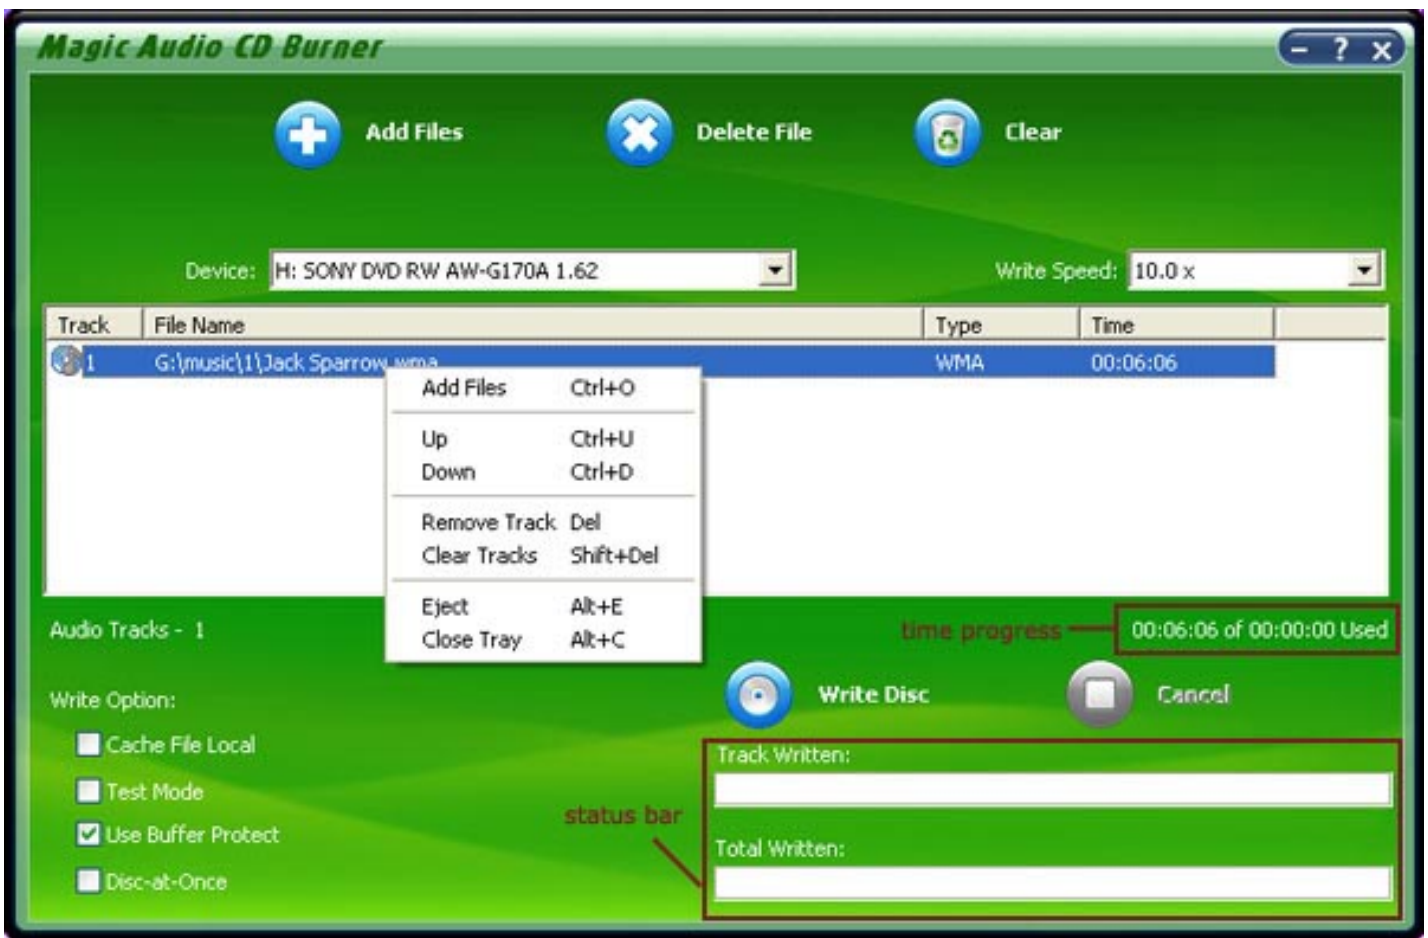 Magic Audio CD Burner
Add Files Delete File Clear
Device: H: SONY DVD RW AW-G170A 1.62 Write Speed: 10.0 x
Track File Name Type Time
1 G:\music\1\Jack Sparrow.wma WMA 00:06:06
Add Files Ctrl+O
Up Ctrl+U
Down Ctrl+D
Remove Track Del
Clear Tracks Shift+Del
Eject Alt+E
Close Tray Alt+C
Audio Tracks - 1 time progress 00:06:06 of 00:00:00 Used
Write Disc Cancel
Write Option:
Cache File Local
Test Mode
Use Buffer Protect
Disc-at-Once
status bar
Track Written:
Total Written: